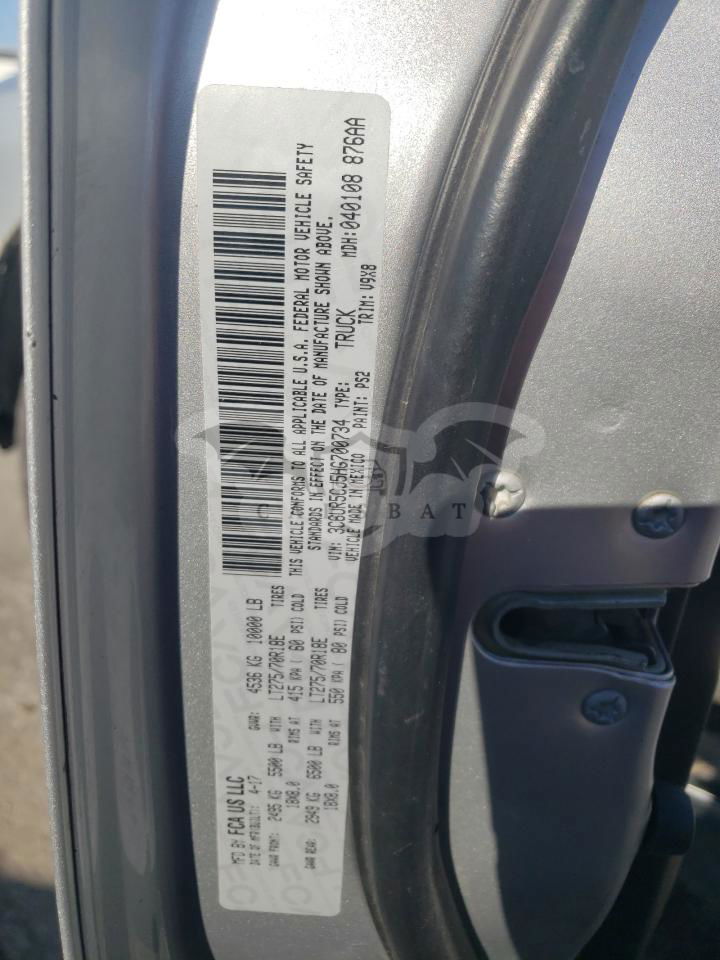 MFD BY: FCA US LLC
DATE OF MFR(BUILT): 4-17 GVWR: 4536 KG 10000 LB
GAWR FRONT: 2495 KG 5500 LB WITH LT275/70R18E TIRES
18X8.0 RIMS AT 415 KPA ( 60 PSI) COLD
GAWR REAR: 2949 KG 6500 LB WITH LT275/70R18E TIRES
18X8.0 RIMS AT 550 KPA ( 80 PSI) COLD
THIS VEHICLE CONFORMS TO ALL APPLICABLE U.S.A. FEDERAL MOTOR VEHICLE SAFETY
STANDARDS IN EFFECT ON THE DATE OF MANUFACTURE SHOWN ABOVE.
VIN: 3C6UR5CJ5HG700734 TYPE: TRUCK MDH:040108 876AA
VEHICLE MADE IN MEXICO PAINT: PS2 TRIM: V9X8